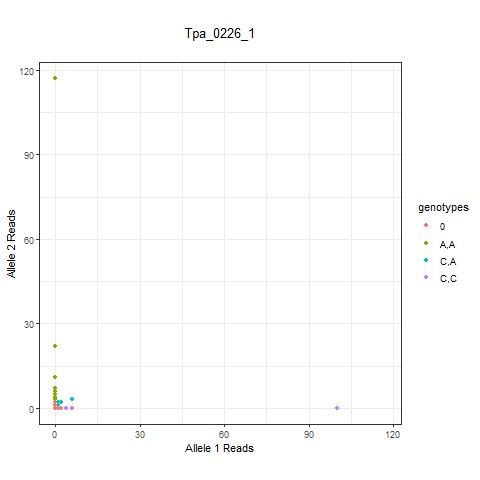 Tpa_0226_1
120
90
60
30
0
Allele 2 Reads
0
30
60
90
120
Allele 1 Reads
genotypes
0
A,A
C,A
C,C